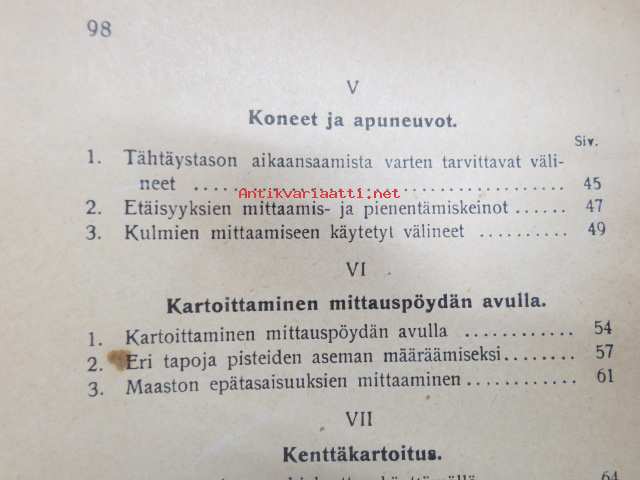 98
V
Koneet ja apuneuvot.
Siv.
1. Tähtäystason aikaansaamista varten tarvittavat väli-
neet .................... 45
Antikvariaatti.net
2. Etäisyyksien mittaamis- ja pienentämiskeinot ...... 47
3. Kulmien mittaamiseen käytetyt välineet .......... 49
VI
Kartoittaminen mittauspöydän avulla.
1. Kartoittaminen mittauspöydän avulla ............ 54
2. Eri tapoja pisteiden aseman määräämiseksi........ 57
3. Maaston epätasaisuuksien mittaaminen ............ 61
VII
Kenttäkartoitus.
64